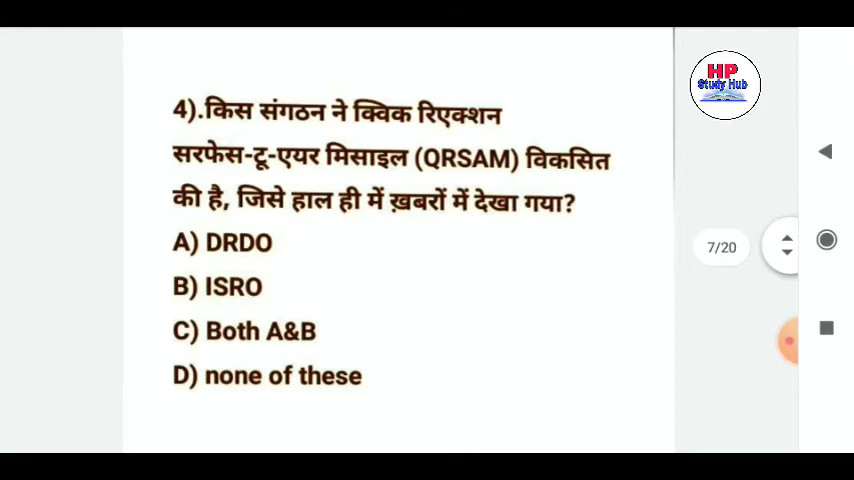 4).किस संगठन ने क्विक रिएक्शन
सरफेस-टू-एयर मिसाइल (QRSAM) विकसित
की है, जिसे हाल ही में ख़बरों में देखा गया?
A) DRDO
B) ISRO
C) Both A&B
D) none of these
HP
Study Hub
7/20